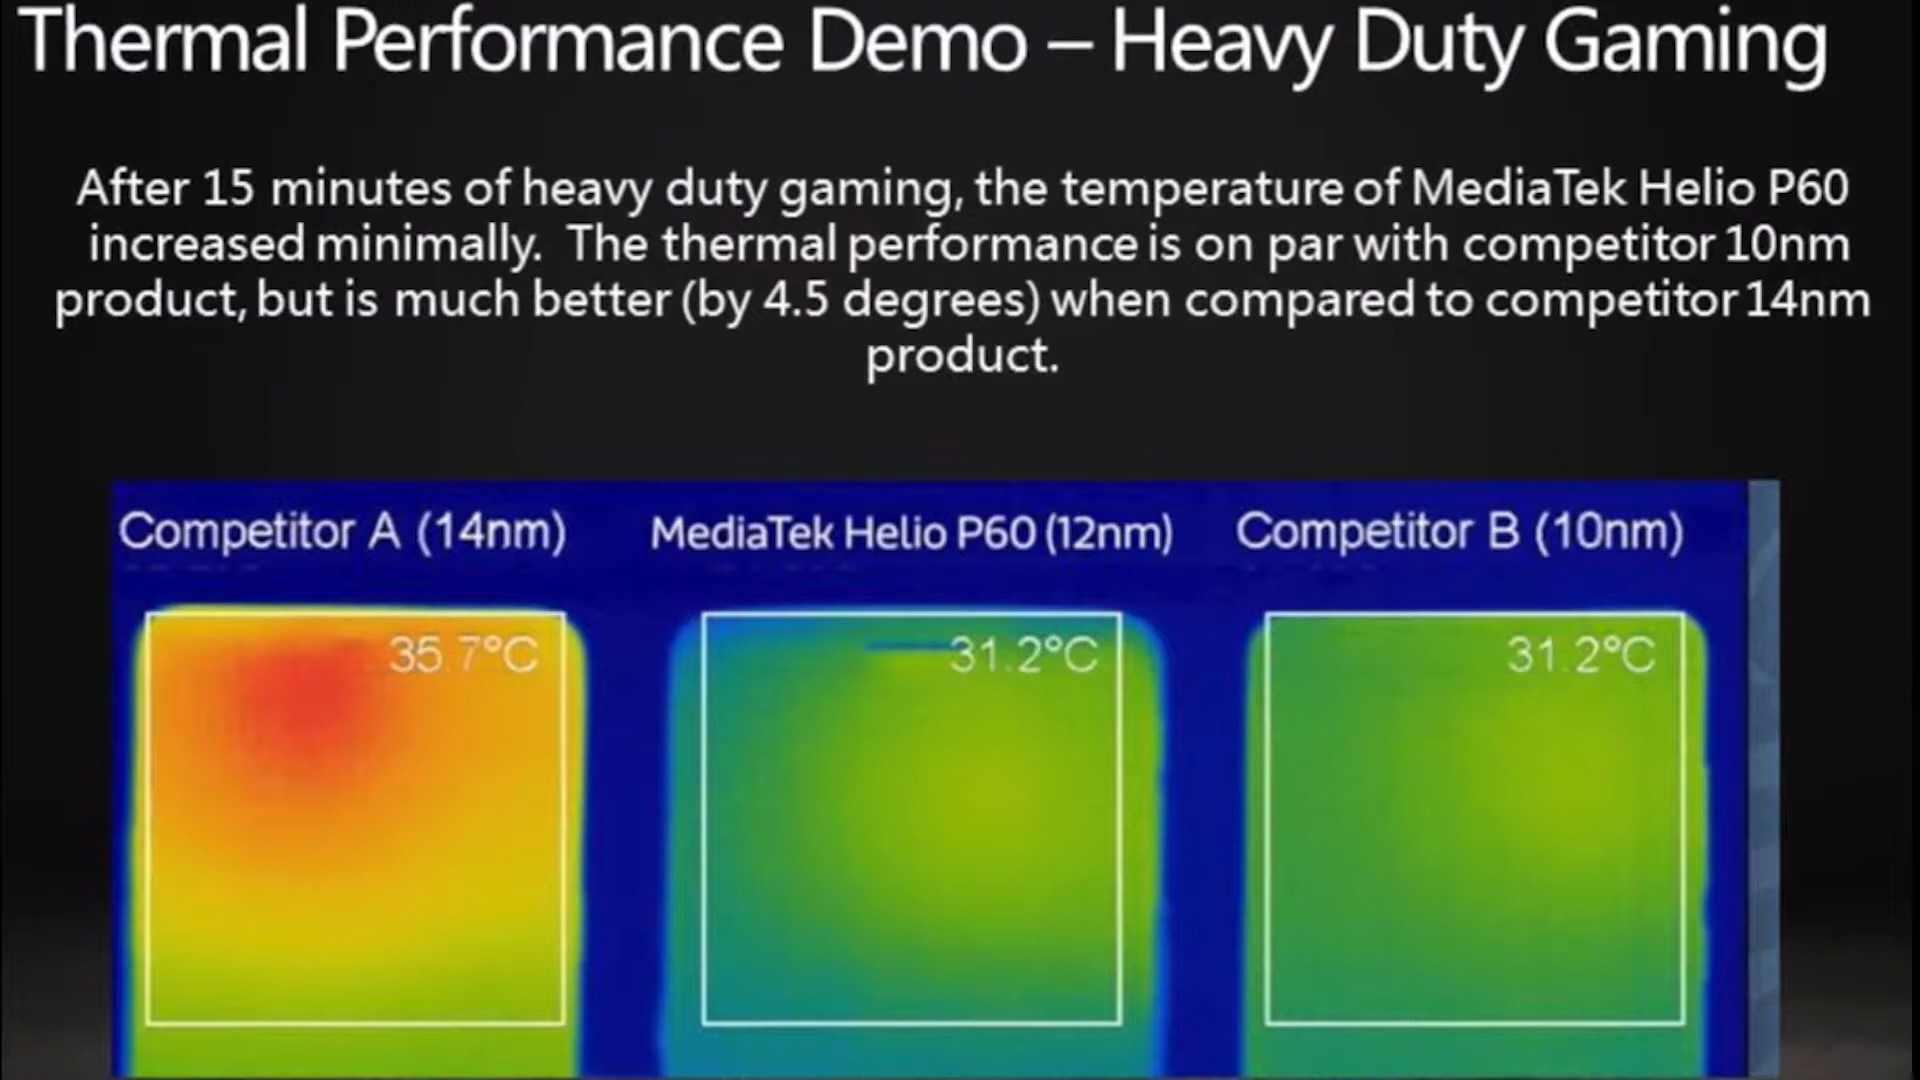 Thermal Performance Demo – Heavy Duty Gaming
After 15 minutes of heavy duty gaming, the temperature of MediaTek Helio P60
increased minimally. The thermal performance is on par with competitor 10nm
product, but is much better (by 4.5 degrees) when compared to competitor 14nm
product.
Competitor A (14nm) MediaTek Helio P60 (12nm) Competitor B (10nm)
35.7°C 31.2°C 31.2°C